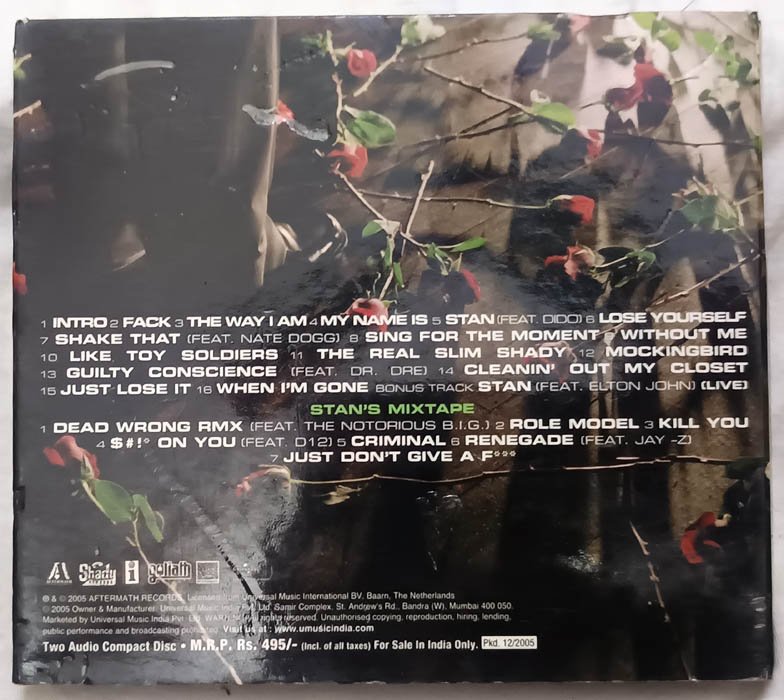 1 INTRO 2 FACK 3 THE WAY I AM 4 MY NAME IS 5 STAN (FEAT. DIDO) 6 LOSE YOURSELF
7 SHAKE THAT (FEAT. NATE DOGG) 8 SING FOR THE MOMENT 9 WITHOUT ME
10 LIKE TOY SOLDIERS 11 THE REAL SLIM SHADY 12 MOCKINGBIRD
13 GUILTY CONSCIENCE (FEAT. DR. DRE) 14 CLEANIN' OUT MY CLOSET
15 JUST LOSE IT 16 WHEN I'M GONE BONUS TRACK STAN (FEAT. ELTON JOHN) (LIVE)
STAN'S MIXTAPE
1 DEAD WRONG RMX (FEAT. THE NOTORIOUS B.I.G.) 2 ROLE MODEL 3 KILL YOU
4 $#!* ON YOU (FEAT. D12) 5 CRIMINAL 6 RENEGADE (FEAT. JAY -Z)
7 JUST DON'T GIVE A F***
AFTERMATH Shady RECORDS i goliath
℗ & © 2005 AFTERMATH RECORDS, Licensed from Universal Music International BV, Baarn, The Netherlands
© 2005 Owner & Manufacturer: Universal Music India Pvt. Ltd. Samir Complex, St. Andrew's Rd., Bandra (W), Mumbai 400 050.
Marketed by Universal Music India Pvt. Ltd. WARNING: All rights reserved. Unauthorised copying, reproduction, hiring, lending,
public performance and broadcasting prohibited. Visit us at : www.umusicindia.com
Two Audio Compact Disc • M.R.P. Rs. 495/- (Incl. of all taxes) For Sale In India Only. Pkd. 12/2005